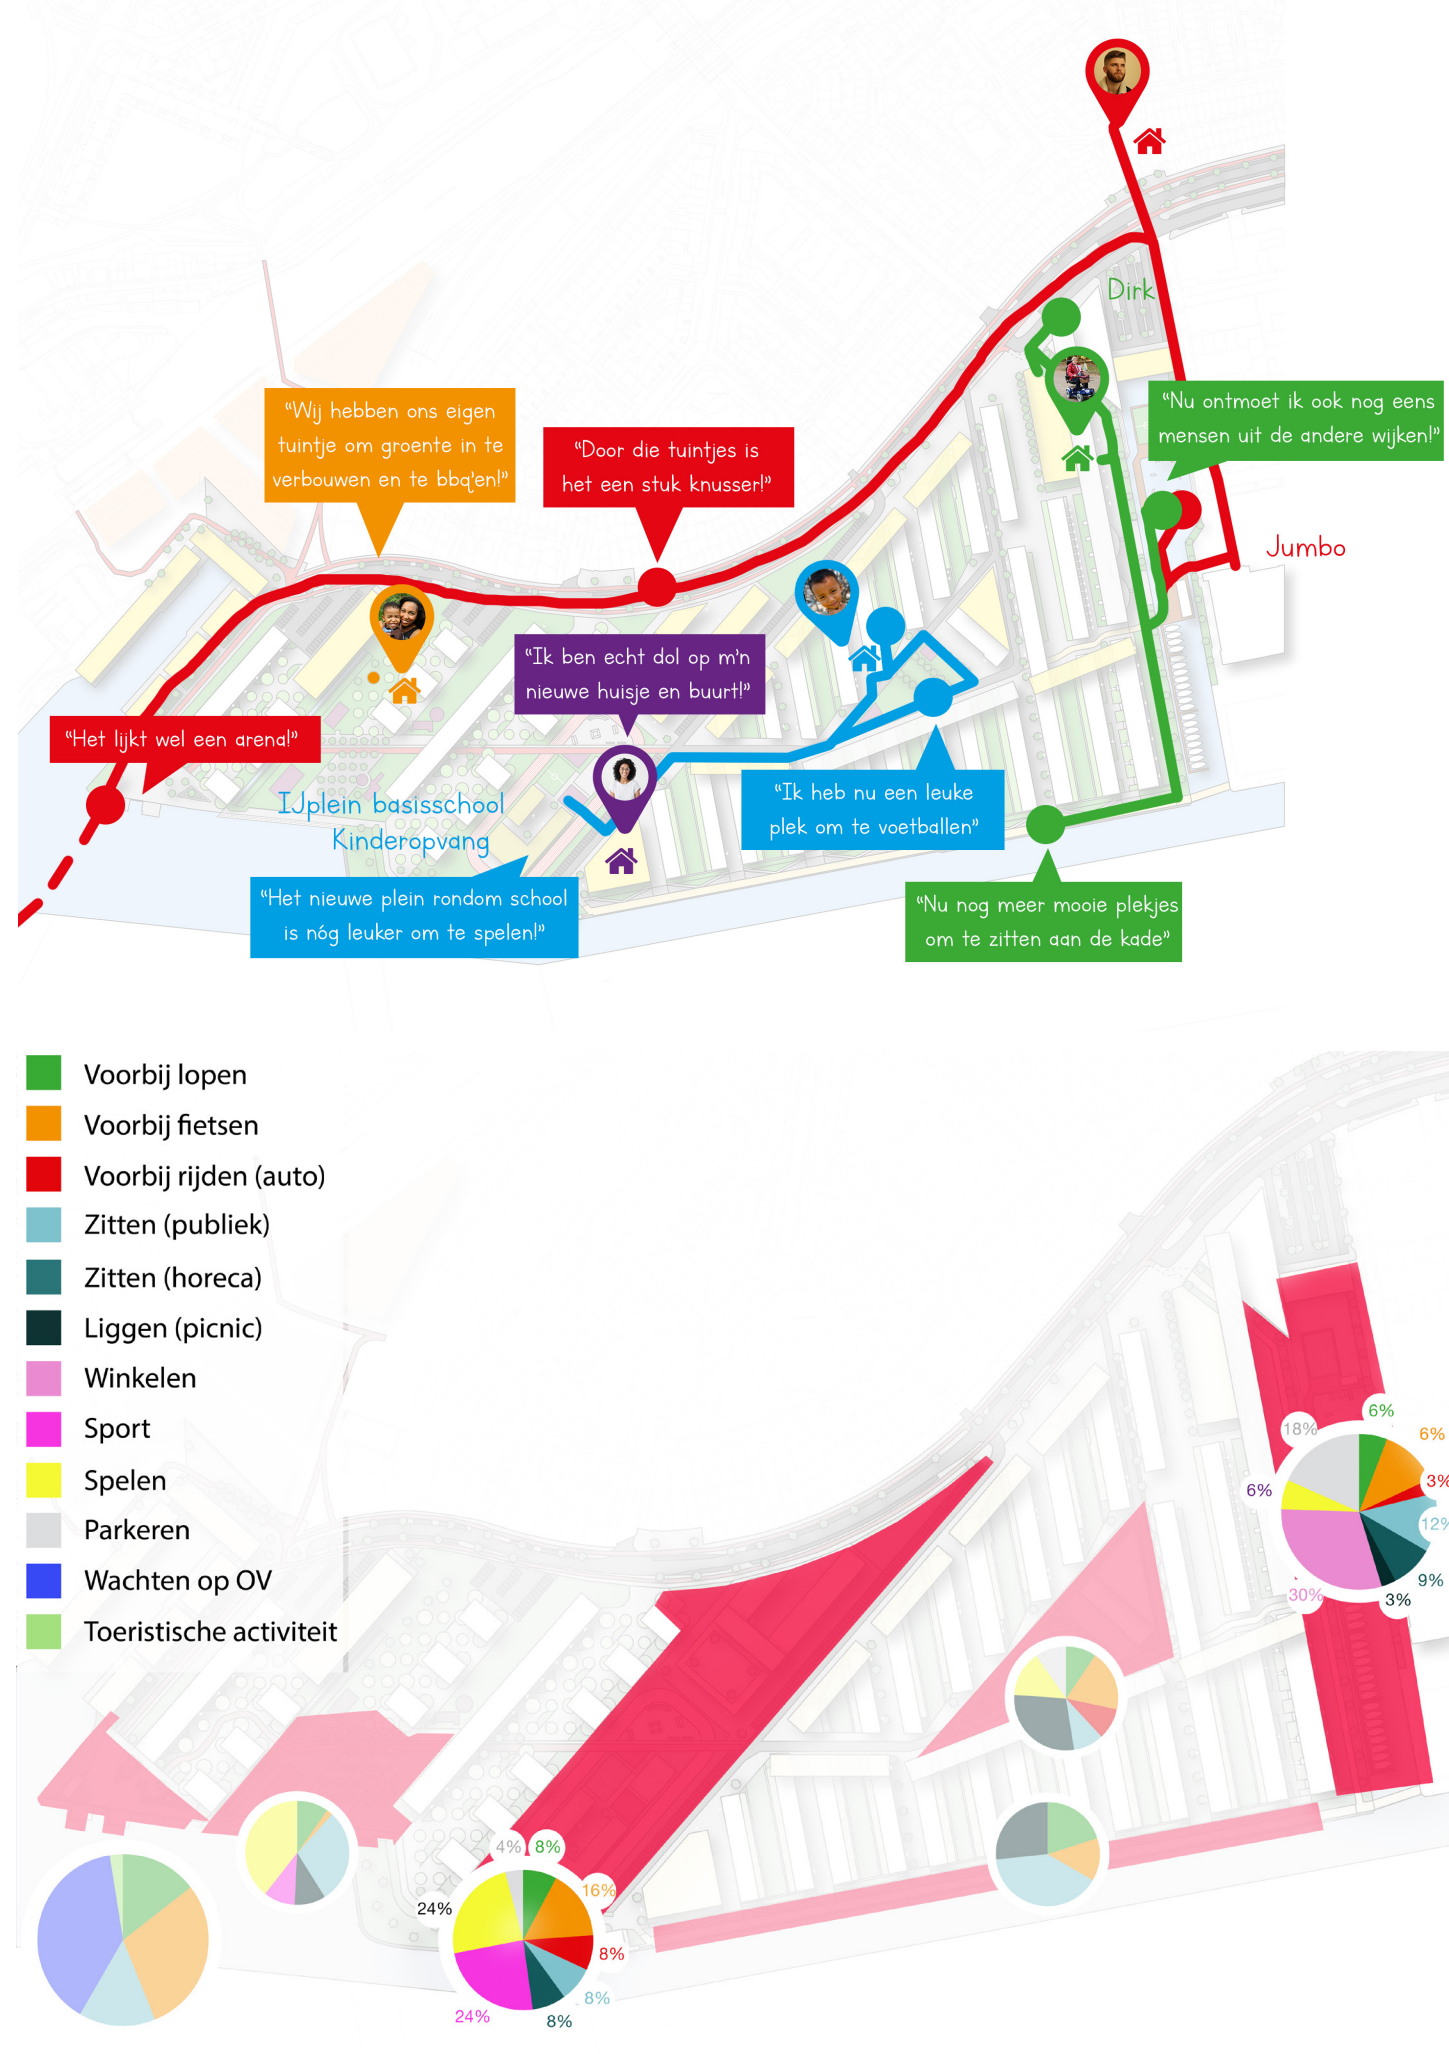 Dirk
"Wij hebben ons eigen
tuintje om groente in te
verbouwen en te bbq'en!"
"Door die tuintjes is
het een stuk knusser!"
"Nu ontmoet ik ook nog eens
mensen uit de andere wijken!"
Jumbo
"Ik ben echt dol op m'n
nieuwe huisje en buurt!"
"Het lijkt wel een arena!"
IJplein basisschool
Kinderopvang
"Ik heb nu een leuke
plek om te voetballen"
"Het nieuwe plein rondom school
is nóg leuker om te spelen!"
"Nu nog meer mooie plekjes
om te zitten aan de kade"
Voorbij lopen
Voorbij fietsen
Voorbij rijden (auto)
Zitten (publiek)
Zitten (horeca)
Liggen (picnic)
Winkelen
Sport
Spelen
Parkeren
Wachten op OV
Toeristische activiteit
18%
6%
6%
3%
12%
9%
3%
30%
6%
4%
8%
16%
8%
8%
8%
24%
24%